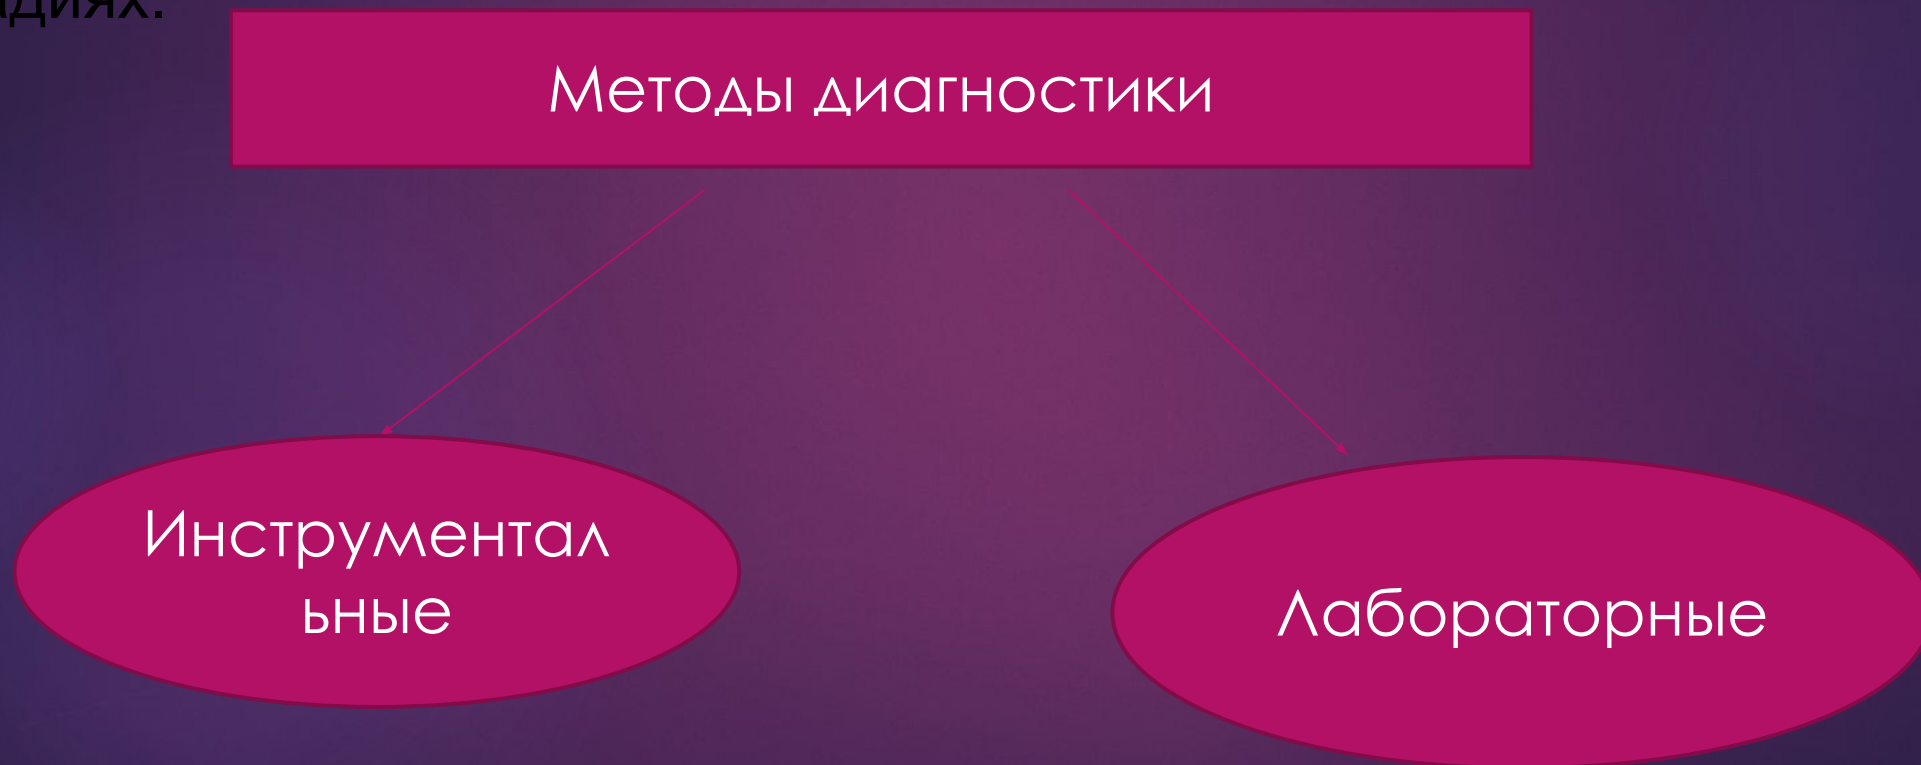 Методы диагностики
Инструментал
ьные
Лабораторные